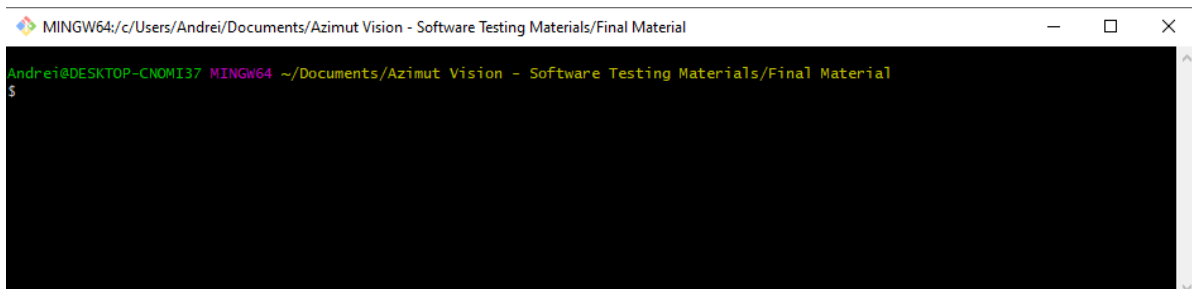 MINGW64:/c/Users/Andrei/Documents/Azimut Vision - Software Testing Materials/Final Material
Andrei@DESKTOP-CNOMI37 MINGW64 ~/Documents/Azimut Vision - Software Testing Materials/Final Material
$